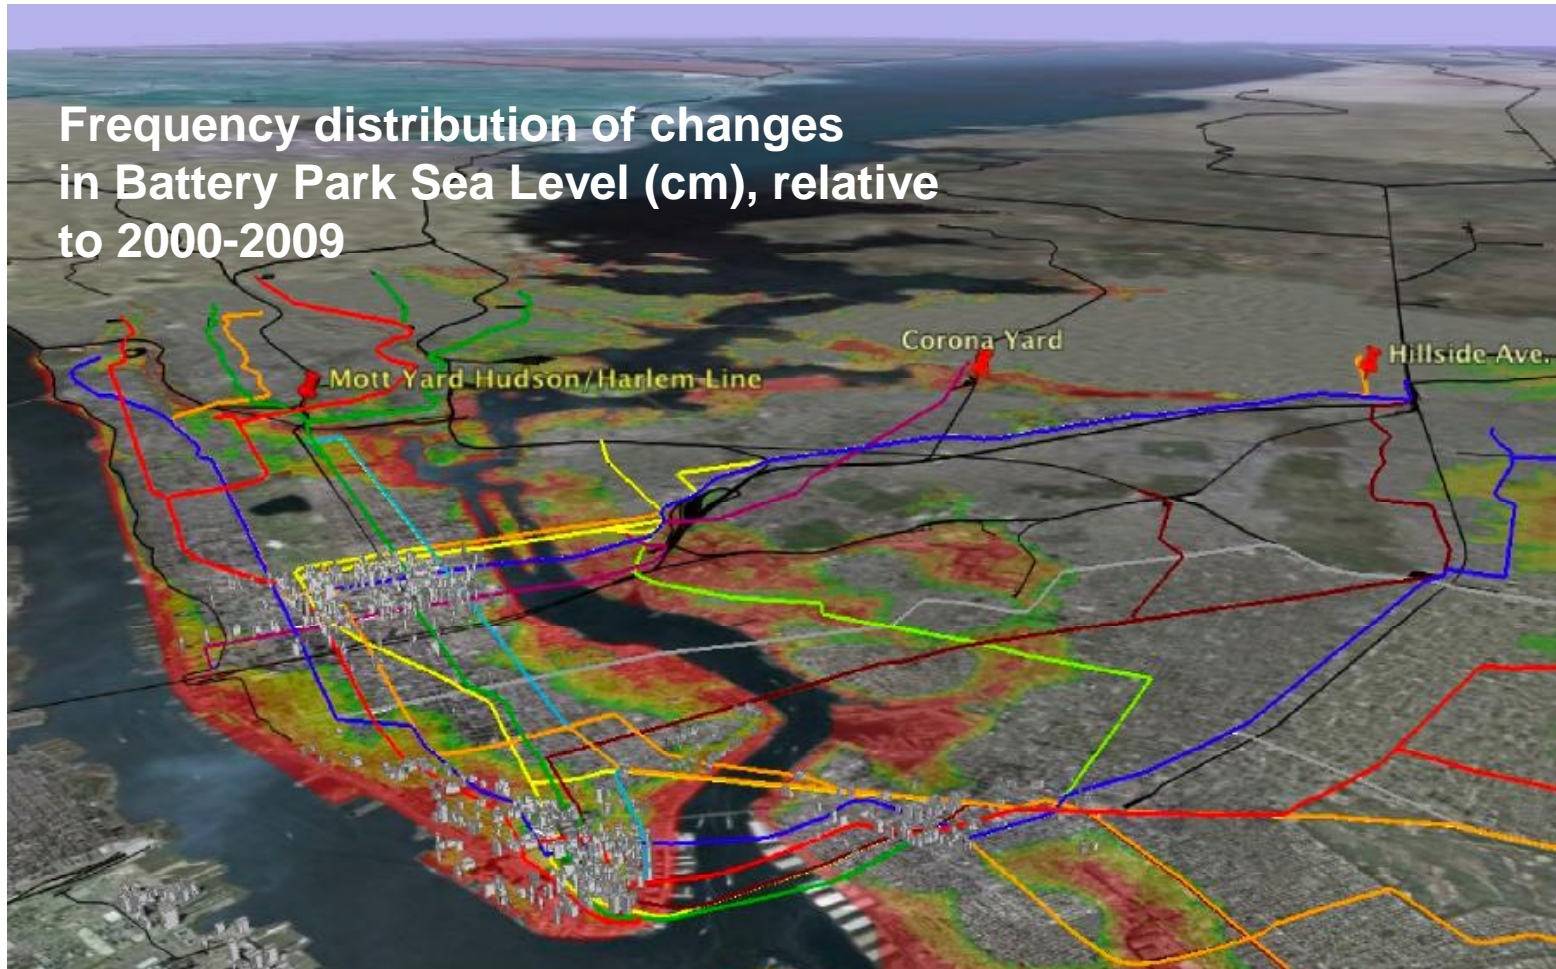 Frequency distribution of changes
in Battery Park Sea Level (cm), relative
to 2000-2009
Corona Yard
Hillside Ave.
Mott Yard Hudson/Harlem Line